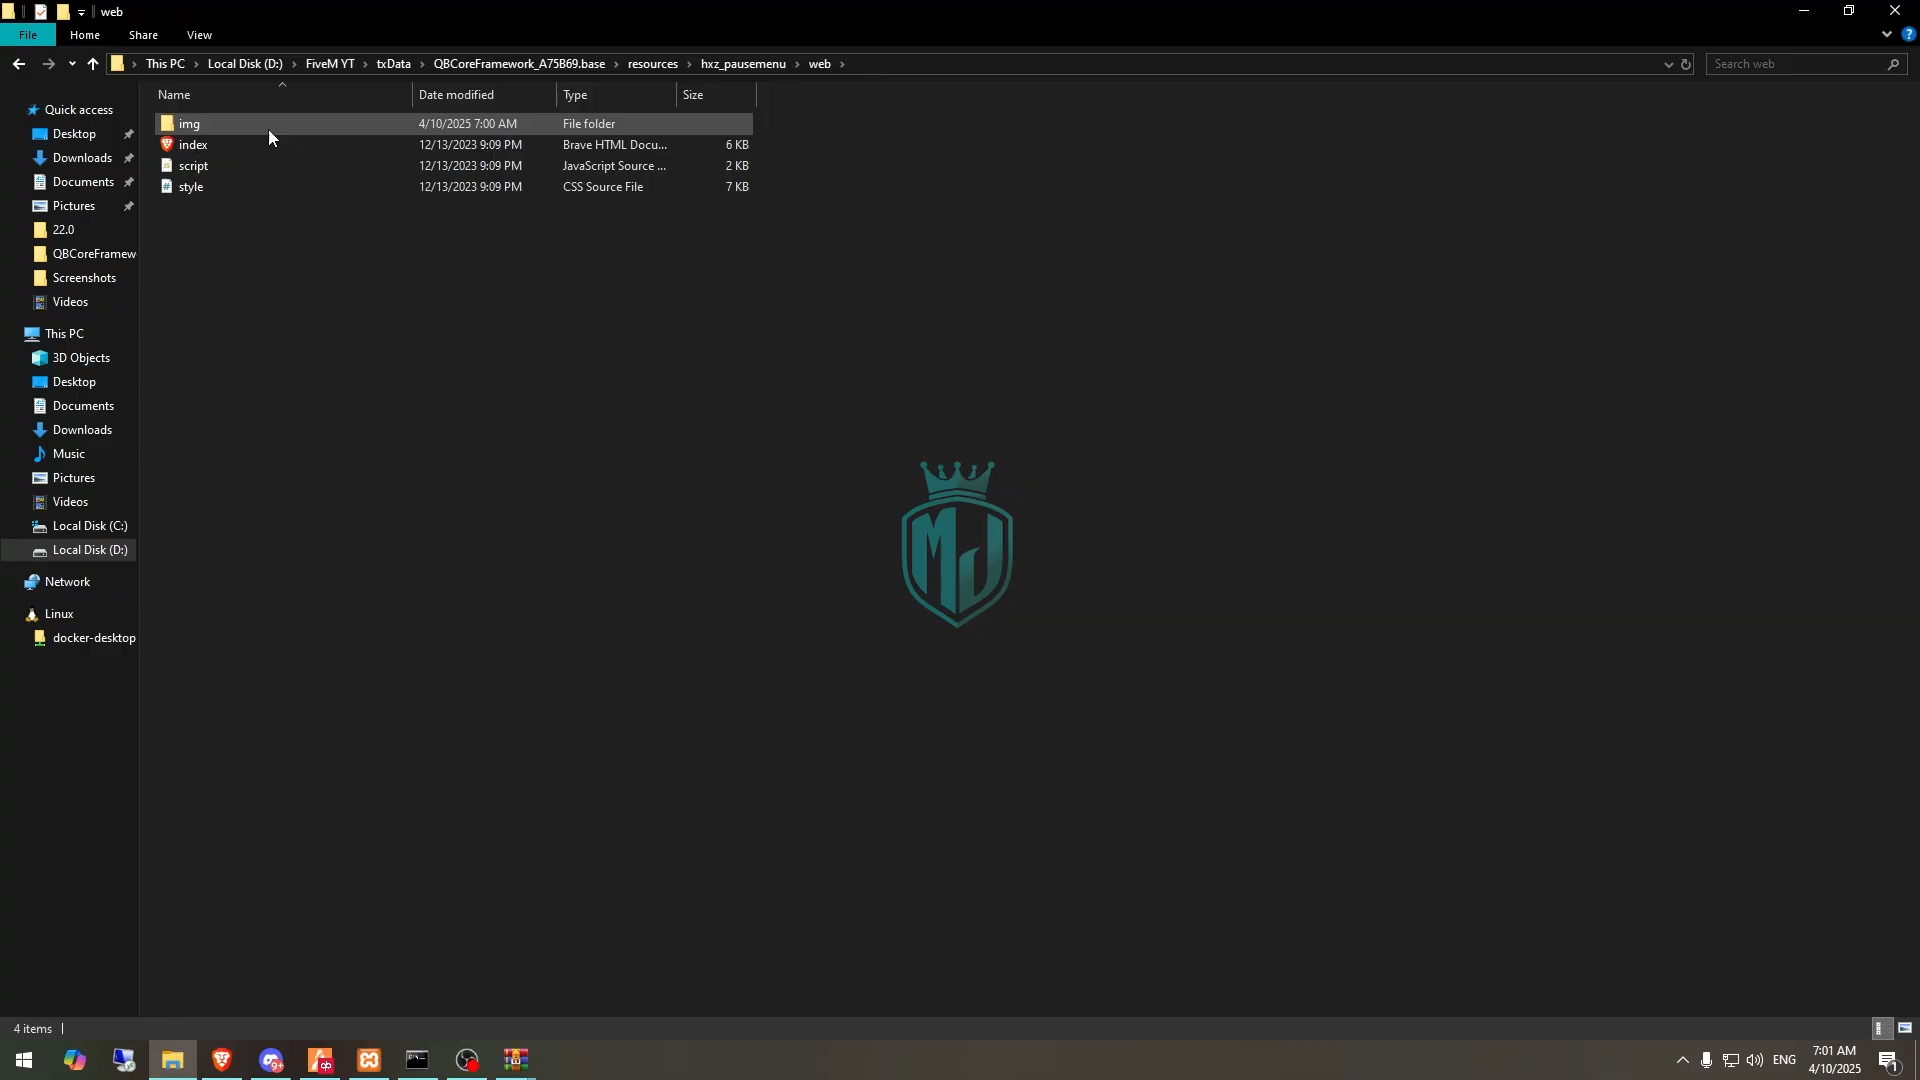 web
File
Home
Share
View
This PC
Local Disk (D:)
FiveM YT
txData
QBCoreFramework_A75B69.base
resources
hxz_pausemenu
web
Search web
Name
Date modified
Type
Size
img
4/10/2025 7:00 AM
File folder
index
12/13/2023 9:09 PM
Brave HTML Docu...
6 KB
script
12/13/2023 9:09 PM
JavaScript Source ...
2 KB
style
12/13/2023 9:09 PM
CSS Source File
7 KB
Quick access
Desktop
Downloads
Documents
Pictures
22.0
QBCoreFramew
Screenshots
Videos
This PC
3D Objects
Desktop
Documents
Downloads
Music
Pictures
Videos
Local Disk (C:)
Local Disk (D:)
Network
Linux
docker-desktop
MJ
4 items
9+
ENG
7:01 AM
4/10/2025
1